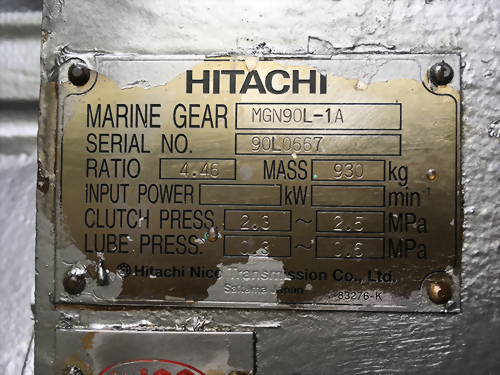 HITACHI
MARINE GEAR MGN90L-1A
SERIAL NO. 90L0667
RATIO 4.45 MASS 930 kg
INPUT POWER kW min⁻¹
CLUTCH PRESS. 2.3 ~ 2.5 MPa
LUBE PRESS. 0.3 ~ 0.6 MPa
Hitachi Nico Transmission Co., Ltd.
Saitama Japan
83276-K